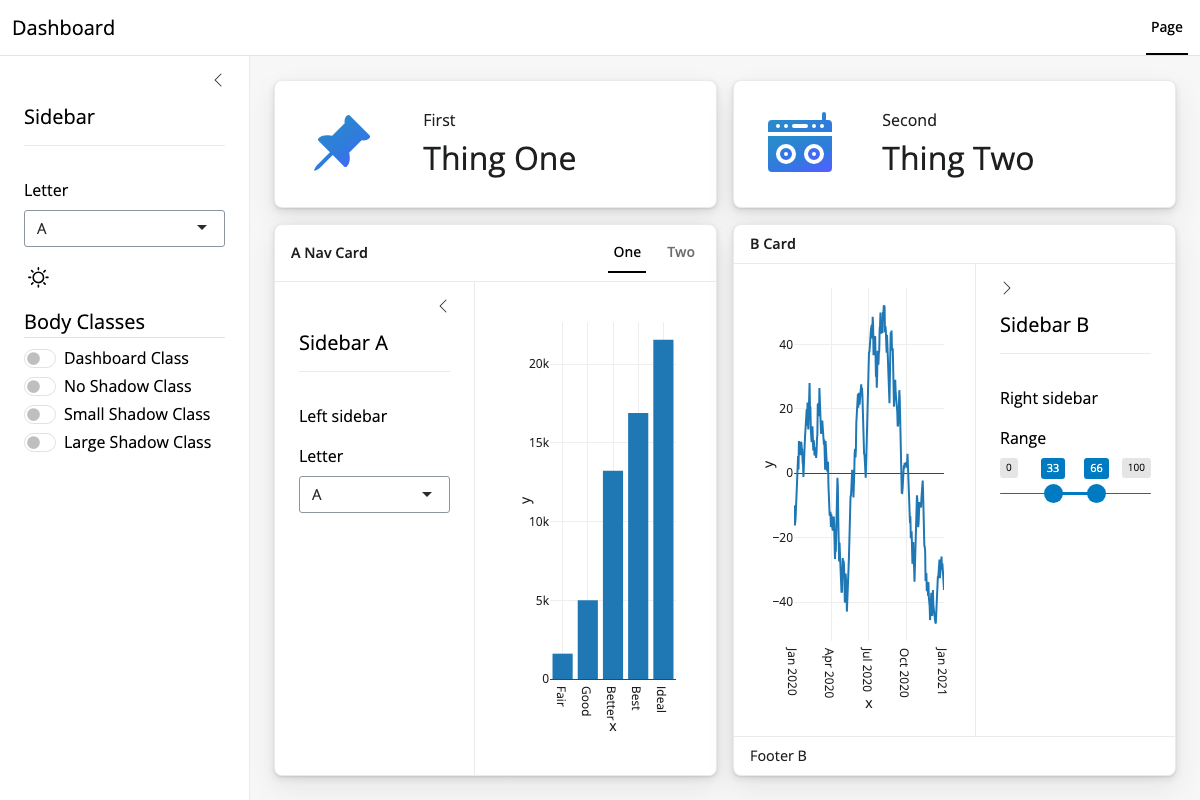 Dashboard
Page
Sidebar
Letter
A
Body Classes
Dashboard Class
No Shadow Class
Small Shadow Class
Large Shadow Class
First
Thing One
Second
Thing Two
A Nav Card
One
Two
Sidebar A
Left sidebar
Letter
A
20k
15k
10k
5k
0
y
Fair
Good
Better
Best
Ideal
x
B Card
40
20
0
−20
−40
y
Jan 2020
Apr 2020
Jul 2020
Oct 2020
Jan 2021
x
Sidebar B
Right sidebar
Range
0 33 66 100
Footer B